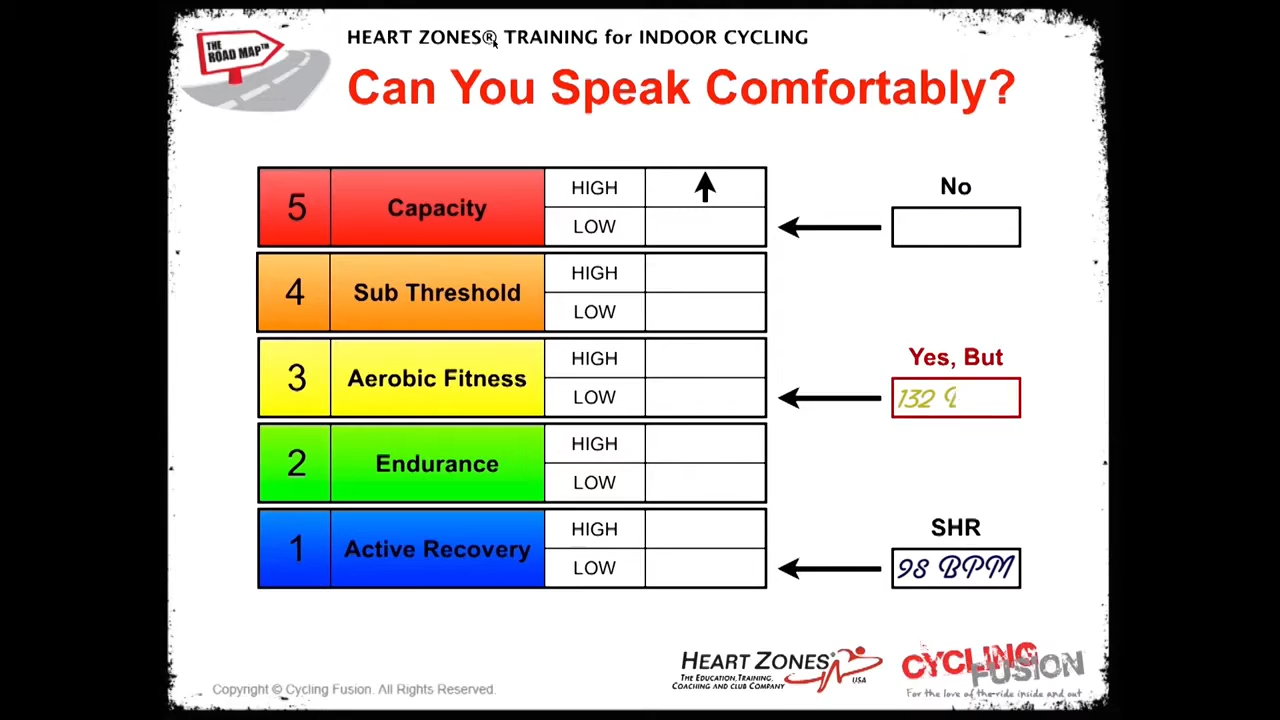 THE
ROAD MAP™
HEART ZONES® TRAINING for INDOOR CYCLING
Can You Speak Comfortably?
5 Capacity HIGH
LOW
No
4 Sub Threshold HIGH
LOW
3 Aerobic Fitness HIGH
LOW
Yes, But
132
2 Endurance HIGH
LOW
1 Active Recovery HIGH
LOW
SHR
98 BPM
HEART ZONES®
THE EDUCATION, TRAINING,
COACHING AND CLUB COMPANY
USA
CYCLING
FUSION
For the love of the ride inside and out
Copyright © Cycling Fusion. All Rights Reserved.